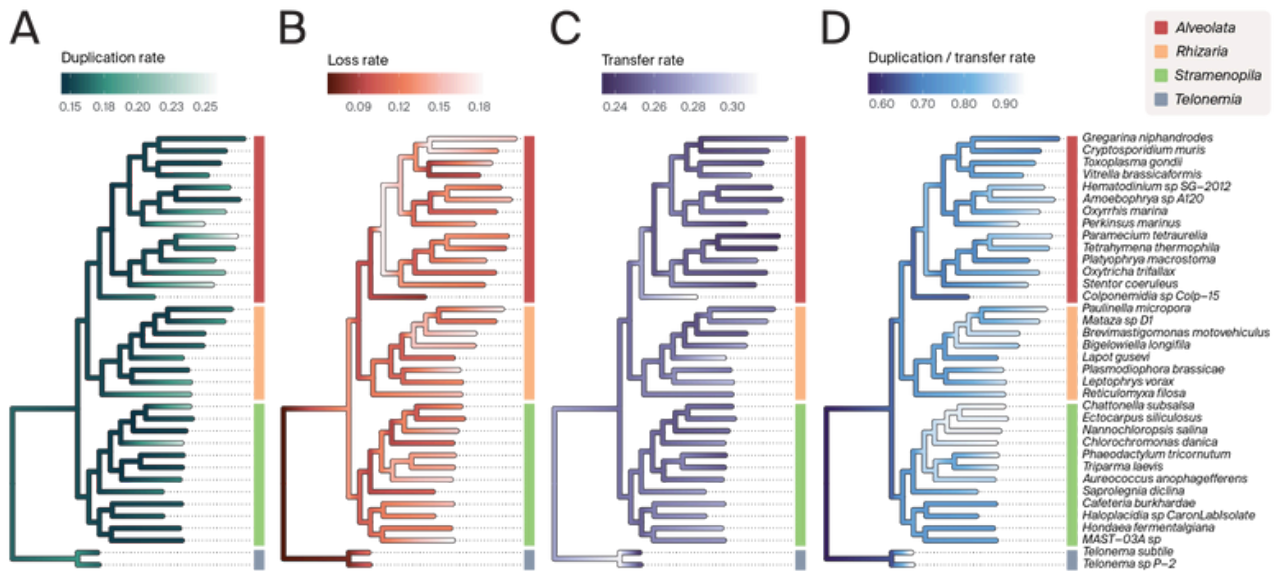 A
B
C
D
Duplication rate
0.15 0.18 0.20 0.23 0.25
Loss rate
0.09 0.12 0.15 0.18
Transfer rate
0.24 0.26 0.28 0.30
Duplication / transfer rate
0.60 0.70 0.80 0.90
Alveolata
Rhizaria
Stramenopila
Telonemia
Gregarina niphandrodes
Cryptosporidium muris
Toxoplasma gondii
Vitrella brassicaformis
Hematodinium sp SG-2012
Amoebophrya sp A120
Oxyrrhis marina
Perkinsus marinus
Paramecium tetraurelia
Tetrahymena thermophila
Platyophrya macrostoma
Oxytricha trifallax
Stentor coeruleus
Colponemidia sp Colp-15
Paulinella micropora
Mataza sp D1
Brevimastigomonas motovehiculus
Bigelowiella longifila
Lapot gusevi
Plasmodiophora brassicae
Leptophrys vorax
Reticulomyxa filosa
Chattonella subsalsa
Ectocarpus siliculosus
Nannochloropsis salina
Chlorochromonas danica
Phaeodactylum tricornutum
Triparma laevis
Aureococcus anophagefferens
Saprolegnia diclina
Cafeteria burkhardae
Haloplacidia sp CaronLabIsolate
Hondaea fermentalgiana
MAST-03A sp
Telonema subtile
Telonema sp P-2